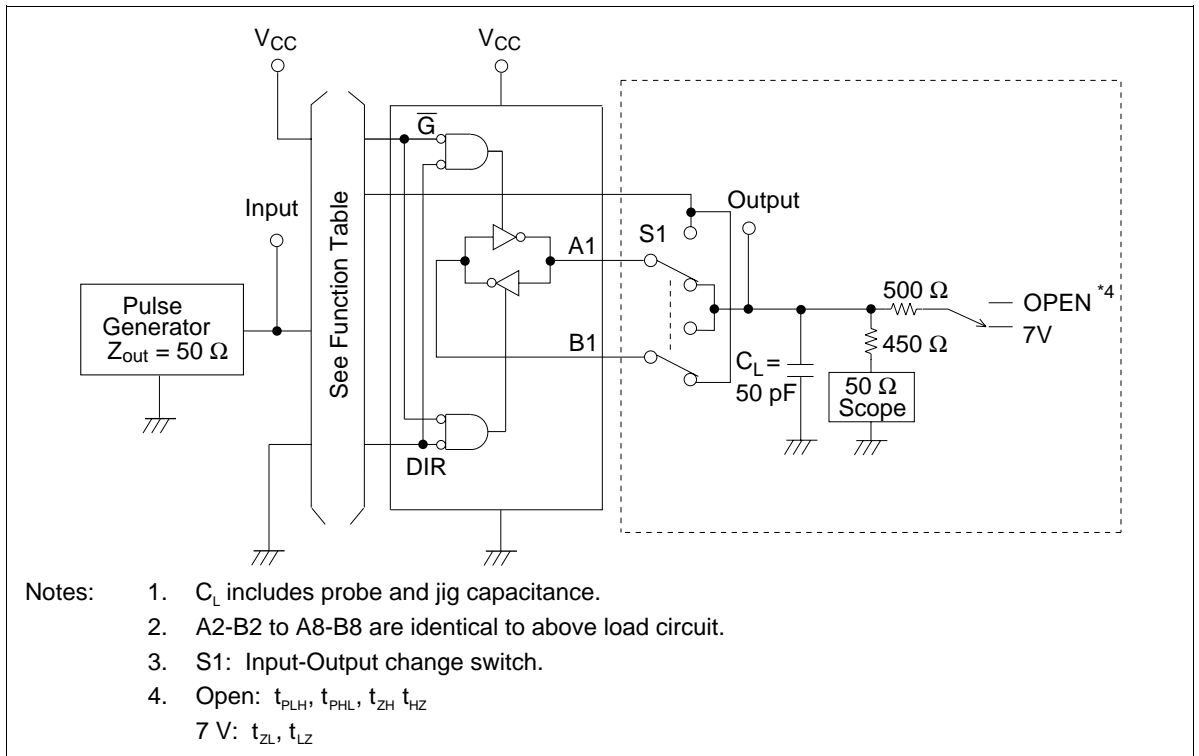 VCC
VCC
G
Input
See Function Table
Output
A1
S1
500 Ω
OPEN *4
7V
Pulse
Generator
Zout = 50 Ω
B1
CL =
50 pF
450 Ω
50 Ω
Scope
DIR
Notes: 1. CL includes probe and jig capacitance.
2. A2-B2 to A8-B8 are identical to above load circuit.
3. S1: Input-Output change switch.
4. Open: tPLH, tPHL, tZH tHZ
7 V: tZL, tLZ